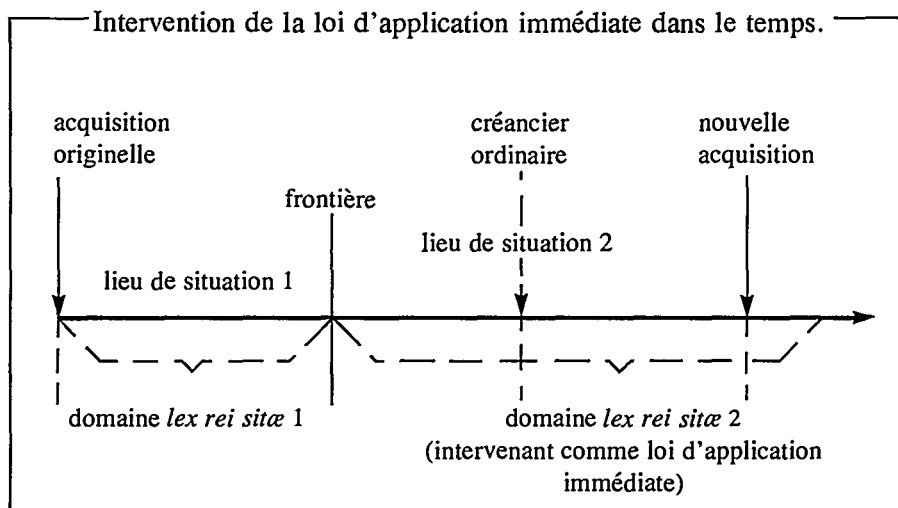 Intervention de la loi d'application immédiate dans le temps.
acquisition
originelle
créancier
ordinaire
nouvelle
acquisition
frontière
lieu de situation 2
lieu de situation 1
domaine lex rei sitæ 1
domaine lex rei sitæ 2
(intervenant comme loi d'application
immédiate)